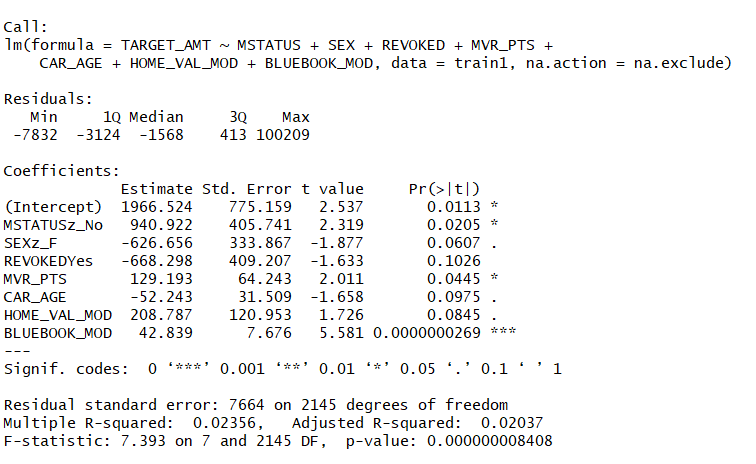 Call:
lm(formula = TARGET_AMT ~ MSTATUS + SEX + REVOKED + MVR_PTS +
    CAR_AGE + HOME_VAL_MOD + BLUEBOOK_MOD, data = train1, na.action = na.exclude)
Residuals:
   Min     1Q Median     3Q    Max
 -7832  -3124  -1568    413 100209
Coefficients:
             Estimate Std. Error t value     Pr(>|t|)
(Intercept)  1966.524    775.159   2.537       0.0113 *
MSTATUSz_No   940.922    405.741   2.319       0.0205 *
SEXz_F       -626.656    333.867  -1.877       0.0607 .
REVOKEDYes   -668.298    409.207  -1.633       0.1026
MVR_PTS       129.193     64.243   2.011       0.0445 *
CAR_AGE       -52.243     31.509  -1.658       0.0975 .
HOME_VAL_MOD  208.787    120.953   1.726       0.0845 .
BLUEBOOK_MOD   42.839      7.676   5.581 0.0000000269 ***
---
Signif. codes:  0 ‘***’ 0.001 ‘**’ 0.01 ‘*’ 0.05 ‘.’ 0.1 ‘ ’ 1
Residual standard error: 7664 on 2145 degrees of freedom
Multiple R-squared:  0.02356,	Adjusted R-squared:  0.02037
F-statistic: 7.393 on 7 and 2145 DF,  p-value: 0.000000008408